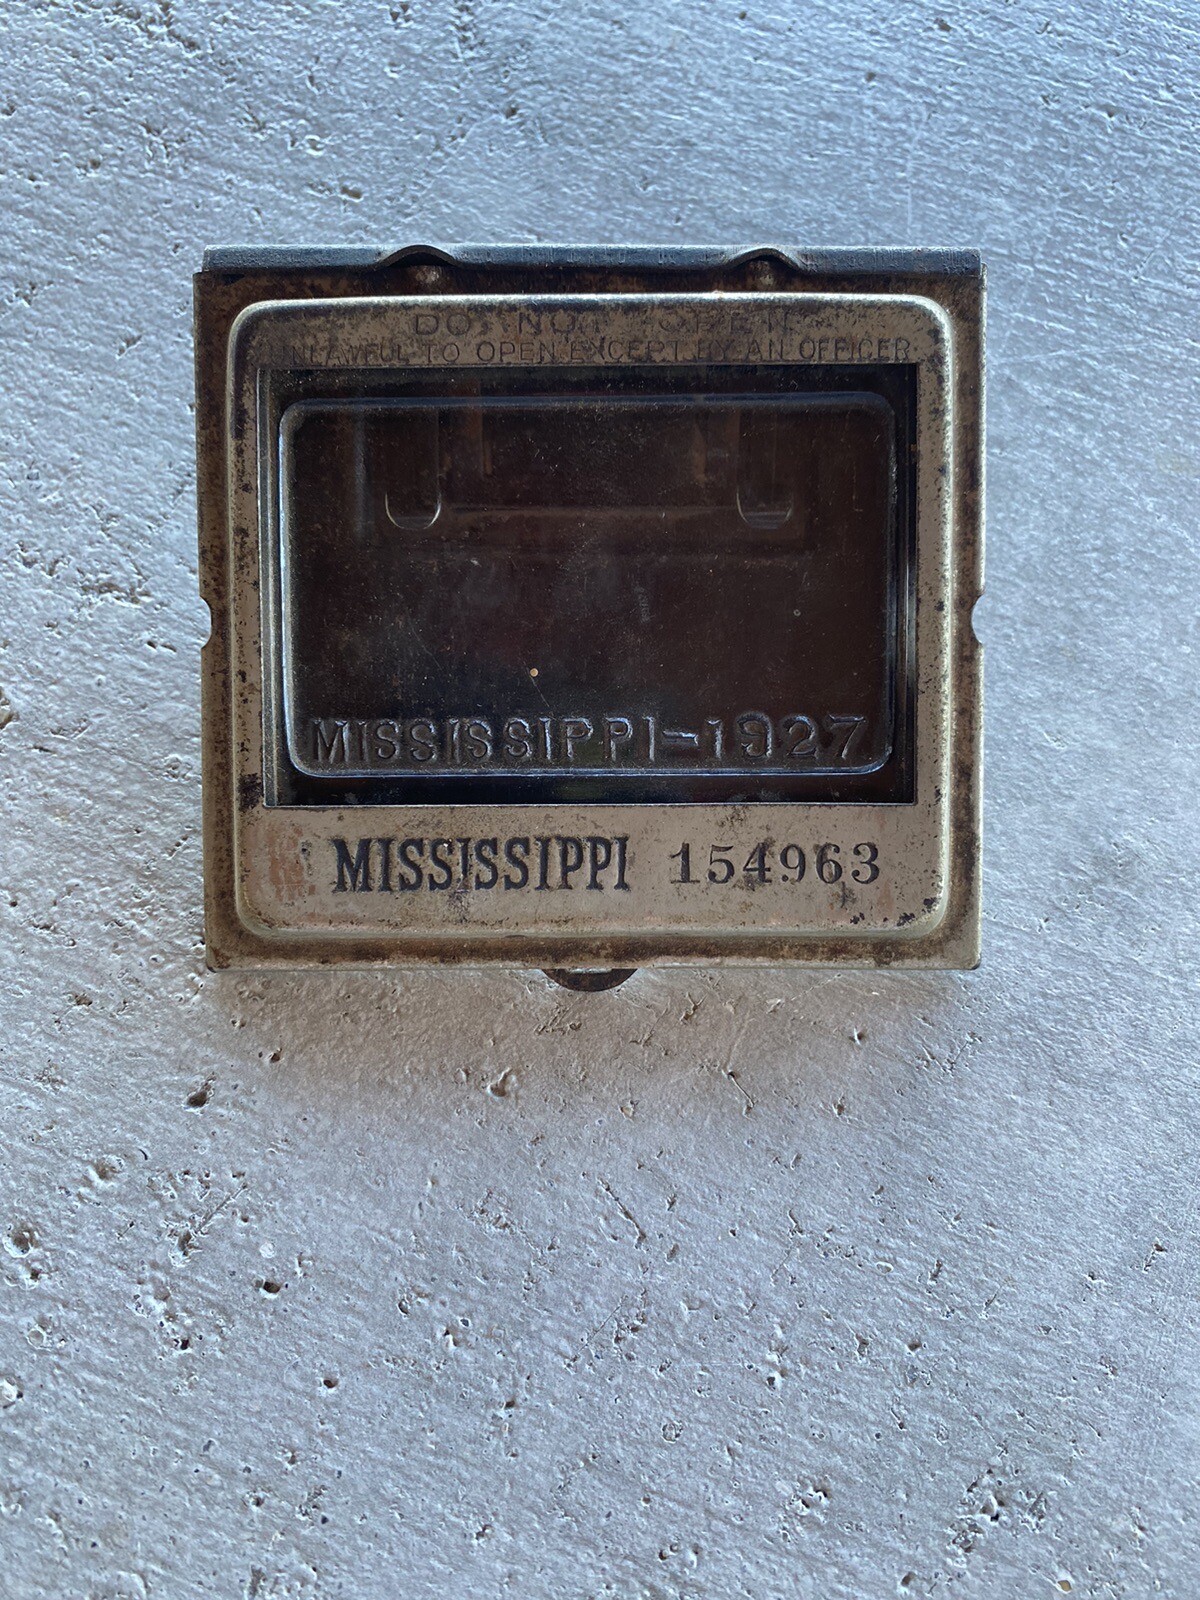 DO NOT OPEN
UNLAWFUL TO OPEN EXCEPT BY AN OFFICER
MISSISSIPPI-1927
MISSISSIPPI 154963